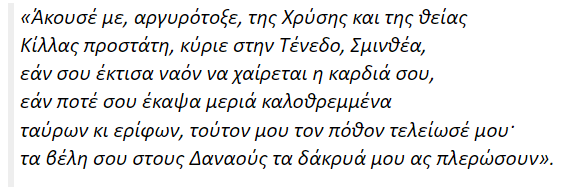 «Άκουσέ με, αργυρότοξε, της Χρύσης και της θείας
Κίλλας προστάτη, κύριε στην Τένεδο, Σμινθέα,
εάν σου έκτισα ναόν να χαίρεται η καρδιά σου,
εάν ποτέ σου έκαψα μεριά καλοθρεμμένα
ταύρων κι ερίφων, τούτον μου τον πόθον τελείωσέ μου·
τα βέλη σου στους Δαναούς τα δάκρυά μου ας πλερώσουν».